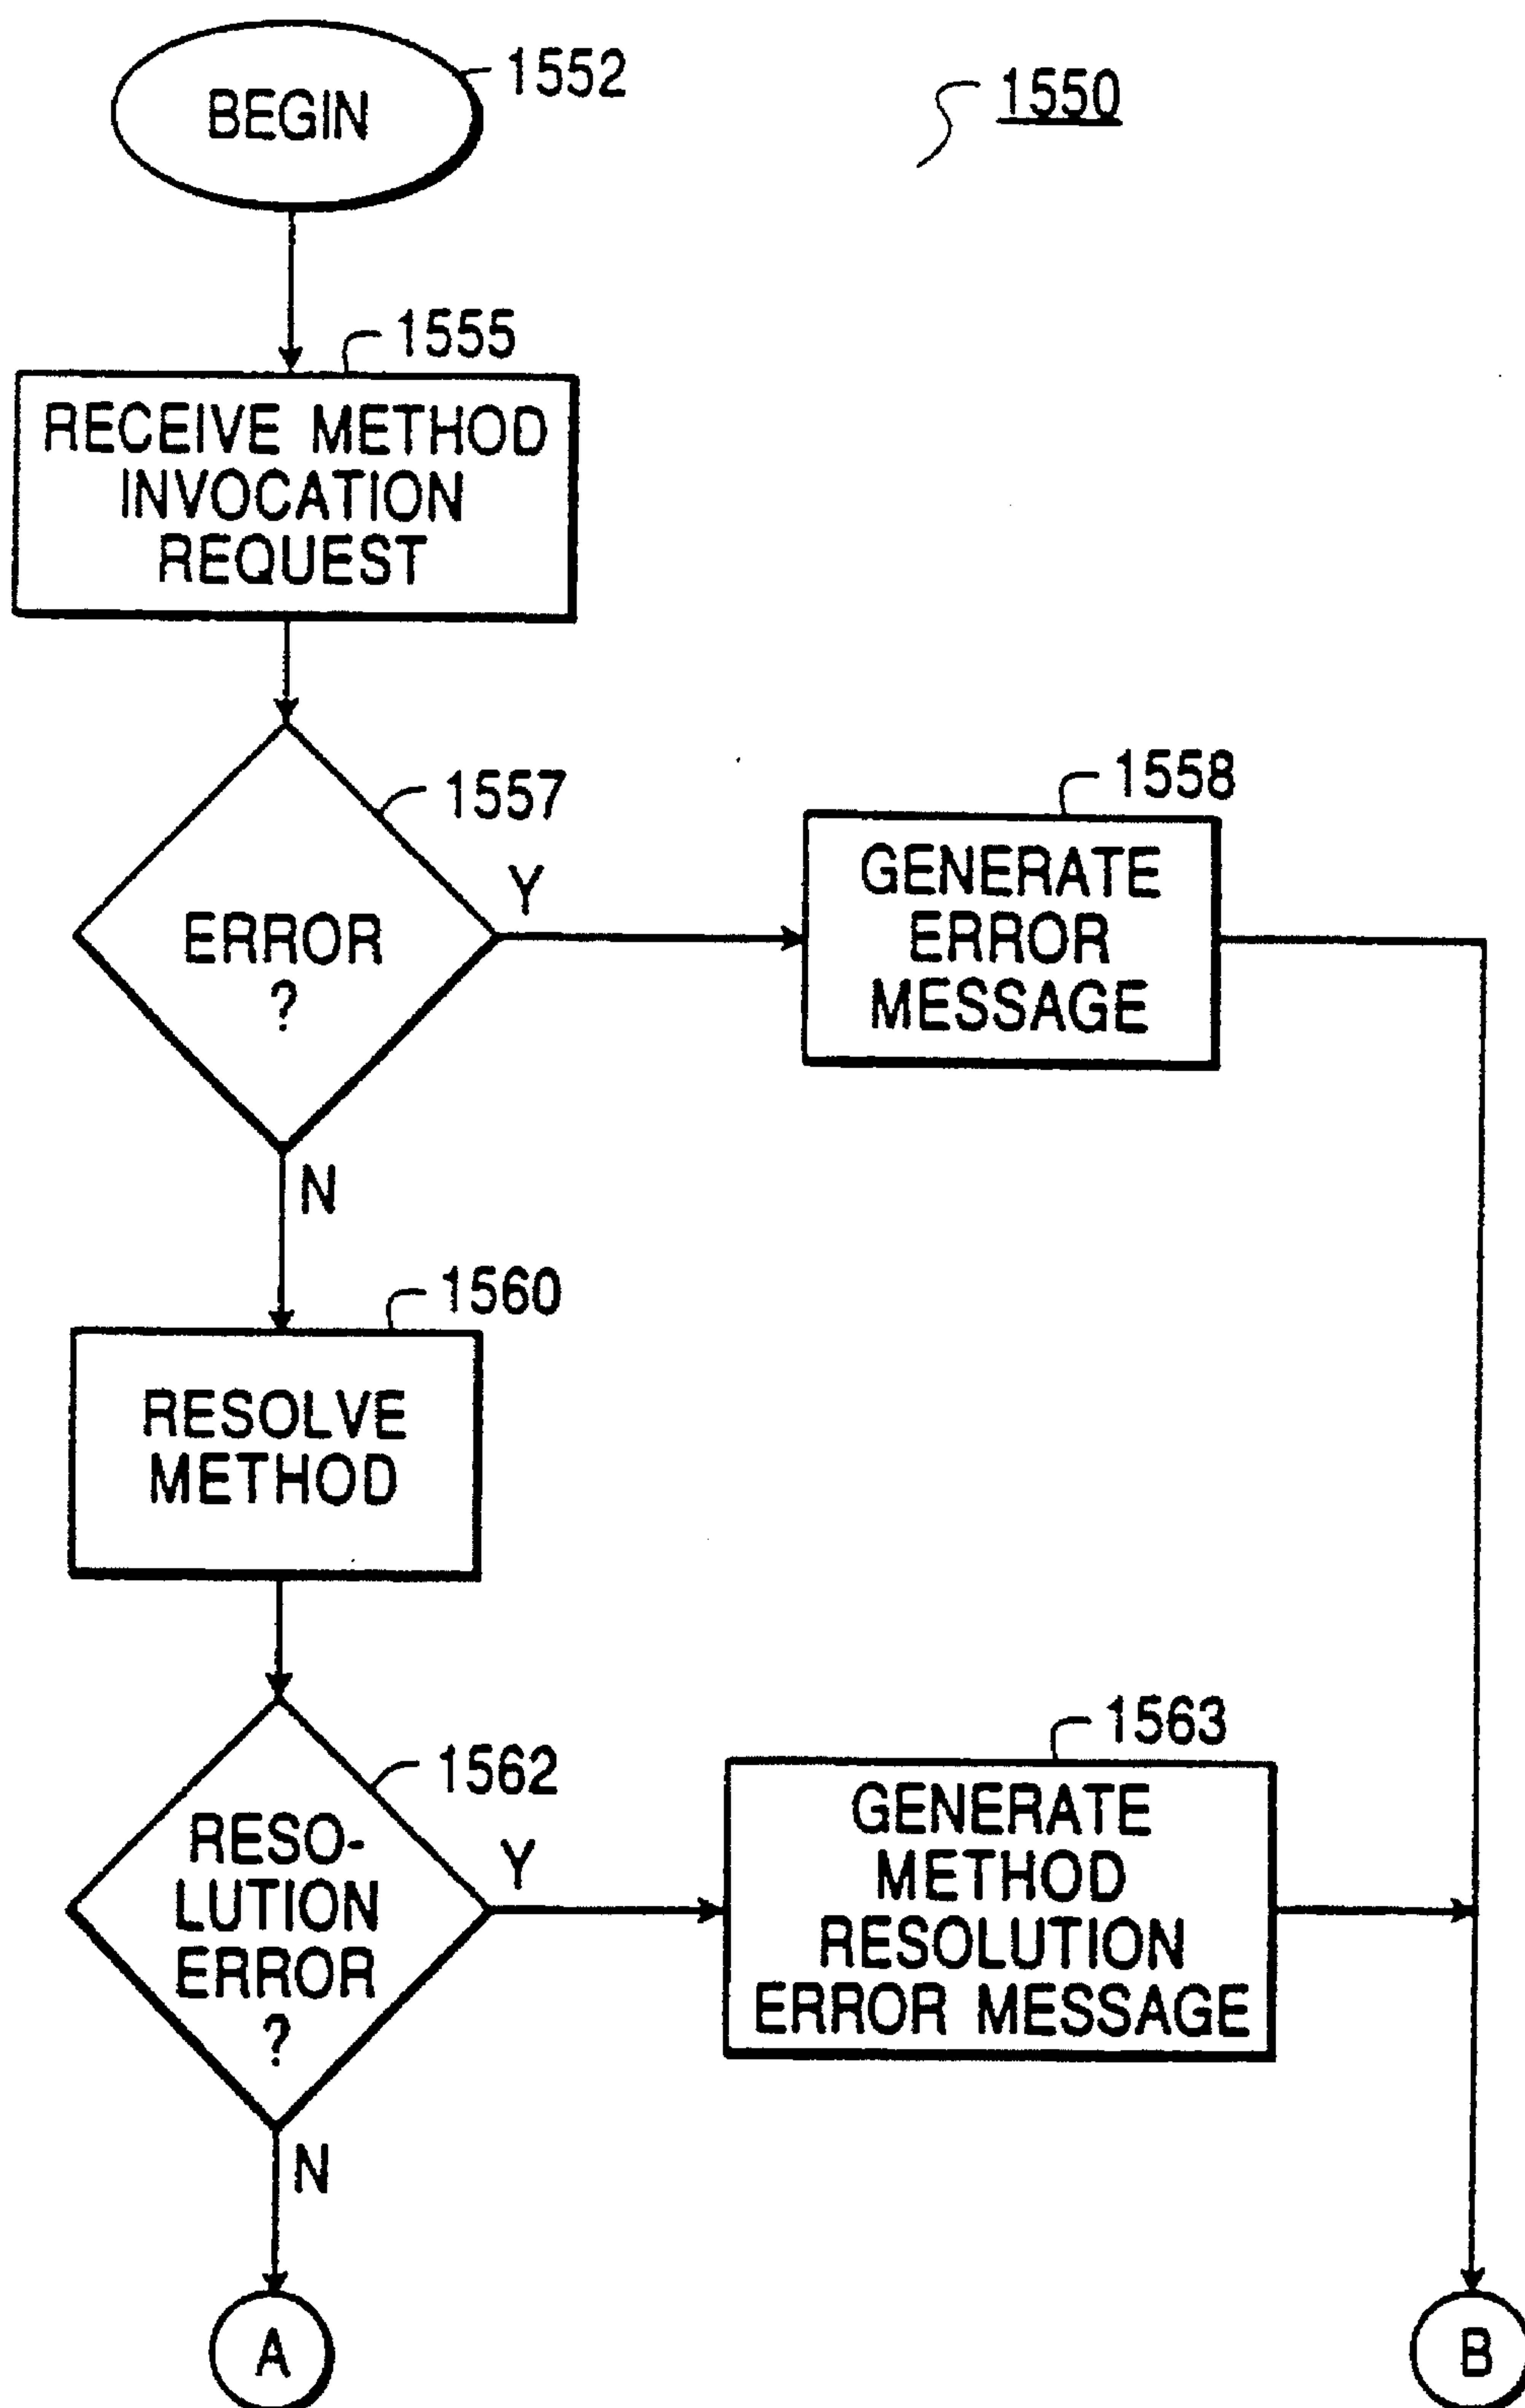 1552
BEGIN
1550
1555
RECEIVE METHOD
INVOCATION
REQUEST
1557
ERROR
?
Y
N
1558
GENERATE
ERROR
MESSAGE
1560
RESOLVE
METHOD
1562
RESO-
LUTION
ERROR
?
Y
N
1563
GENERATE
METHOD
RESOLUTION
ERROR MESSAGE
A
B